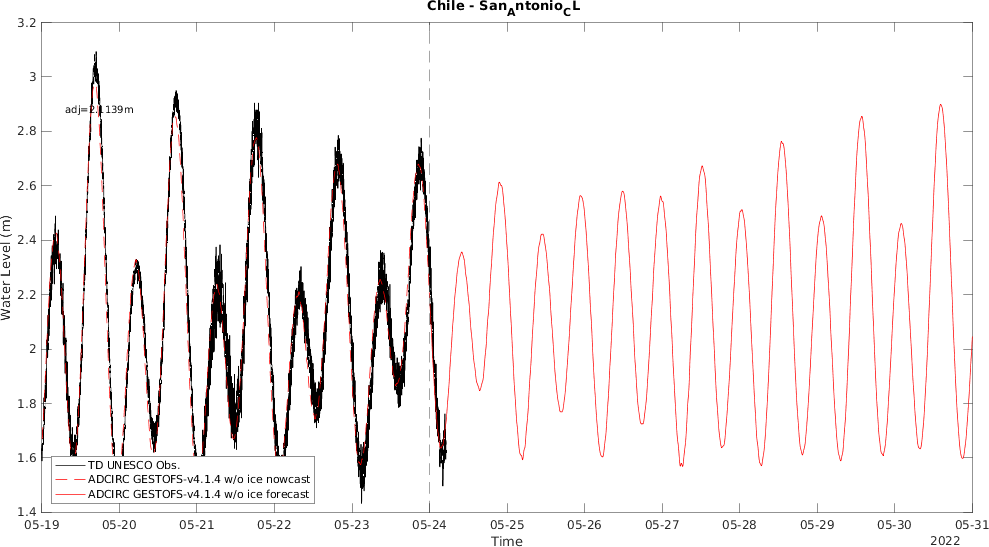 Chile - San_Antonio_CL
3.2
3
2.8
2.6
2.4
2.2
2
1.8
1.6
1.4
Water Level (m)
adj=2.1139m
TD UNESCO Obs.
ADCIRC GESTOFS-v4.1.4 w/o ice nowcast
ADCIRC GESTOFS-v4.1.4 w/o ice forecast
05-19 05-20 05-21 05-22 05-23 05-24 05-25 05-26 05-27 05-28 05-29 05-30 05-31
Time
2022